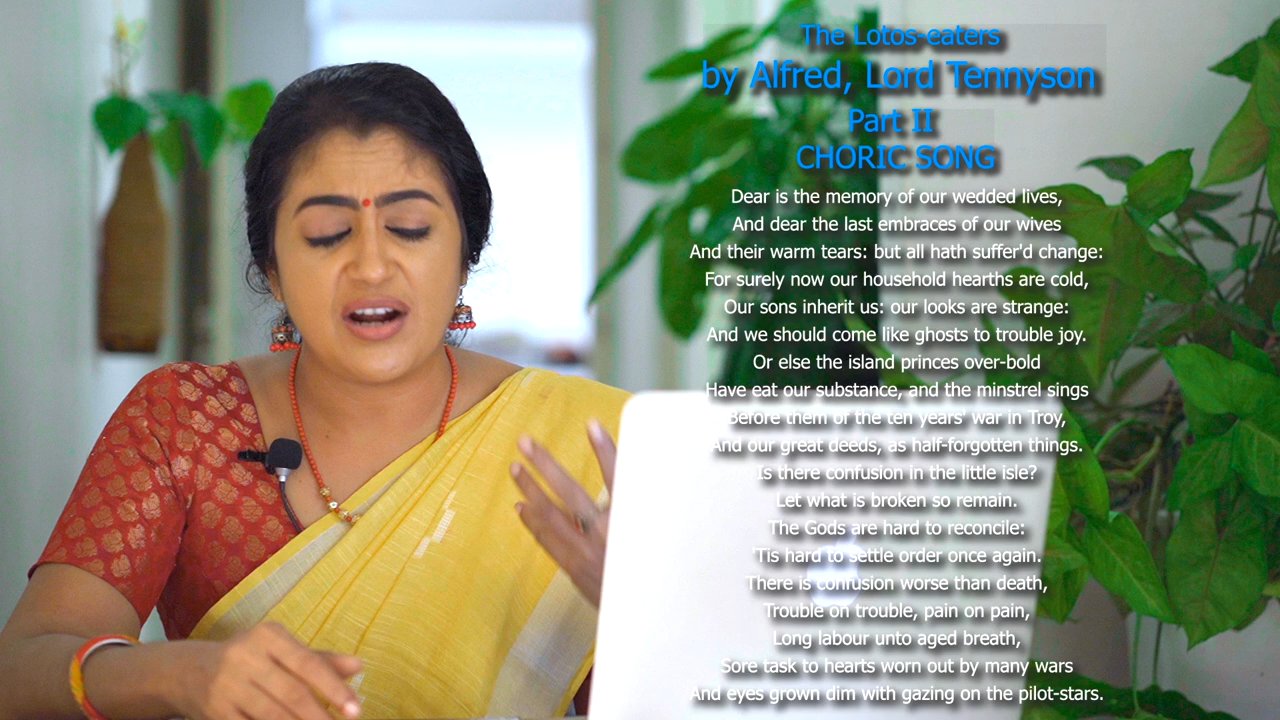 The Lotos-eaters
by Alfred, Lord Tennyson
Part II
CHORIC SONG
Dear is the memory of our wedded lives,
And dear the last embraces of our wives
And their warm tears: but all hath suffer'd change:
For surely now our household hearths are cold,
Our sons inherit us: our looks are strange:
And we should come like ghosts to trouble joy.
Or else the island princes over-bold
Have eat our substance, and the minstrel sings
Before them of the ten years' war in Troy,
And our great deeds, as half-forgotten things.
Is there confusion in the little isle?
Let what is broken so remain.
The Gods are hard to reconcile:
'Tis hard to settle order once again.
There is confusion worse than death,
Trouble on trouble, pain on pain,
Long labour unto aged breath,
Sore task to hearts worn out by many wars
And eyes grown dim with gazing on the pilot-stars.